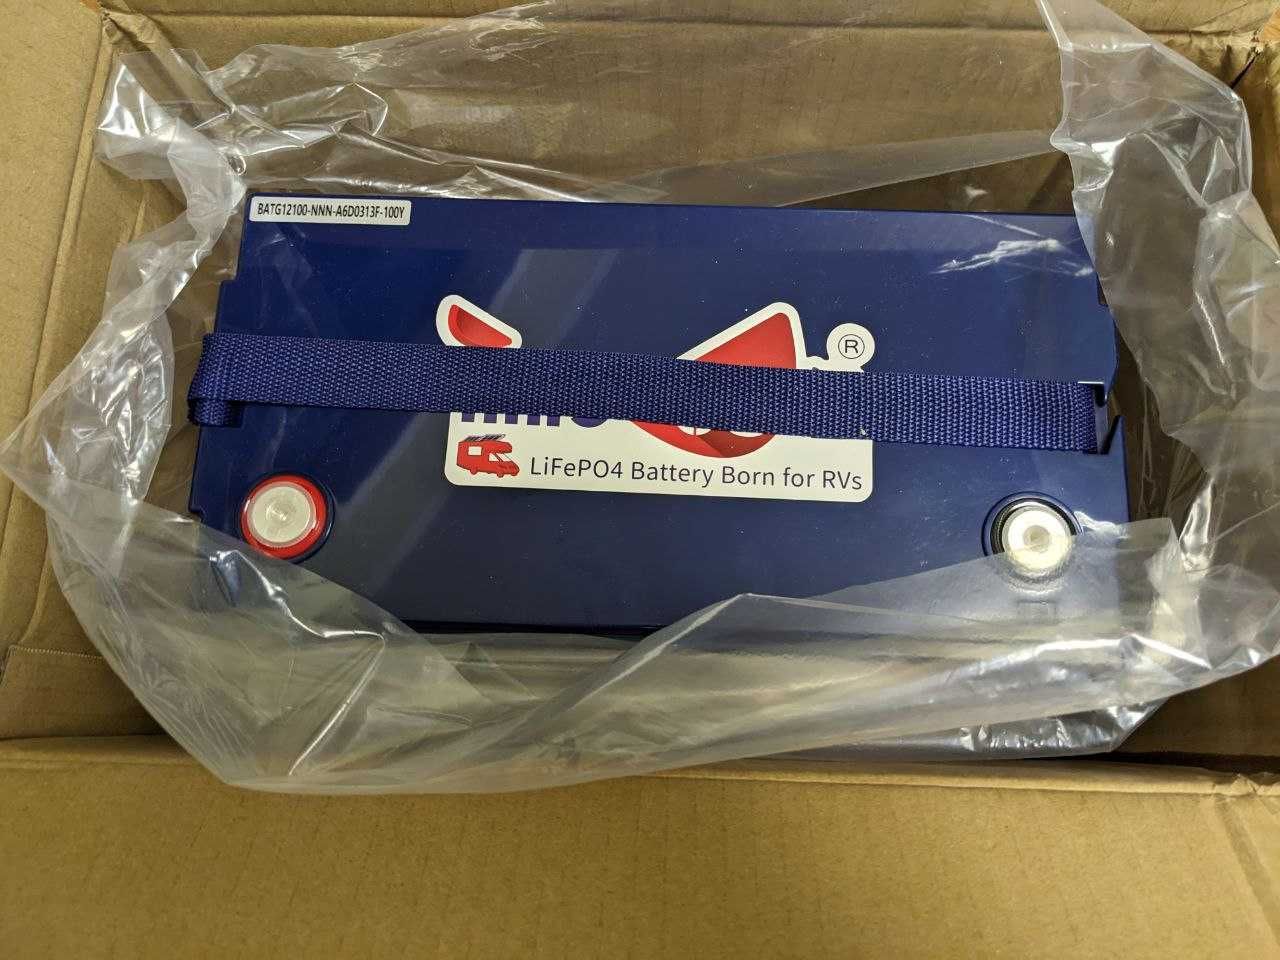 BATG12100-NNN-A6D0313F-100Y
®
LiFePO4 Battery Born for RVs